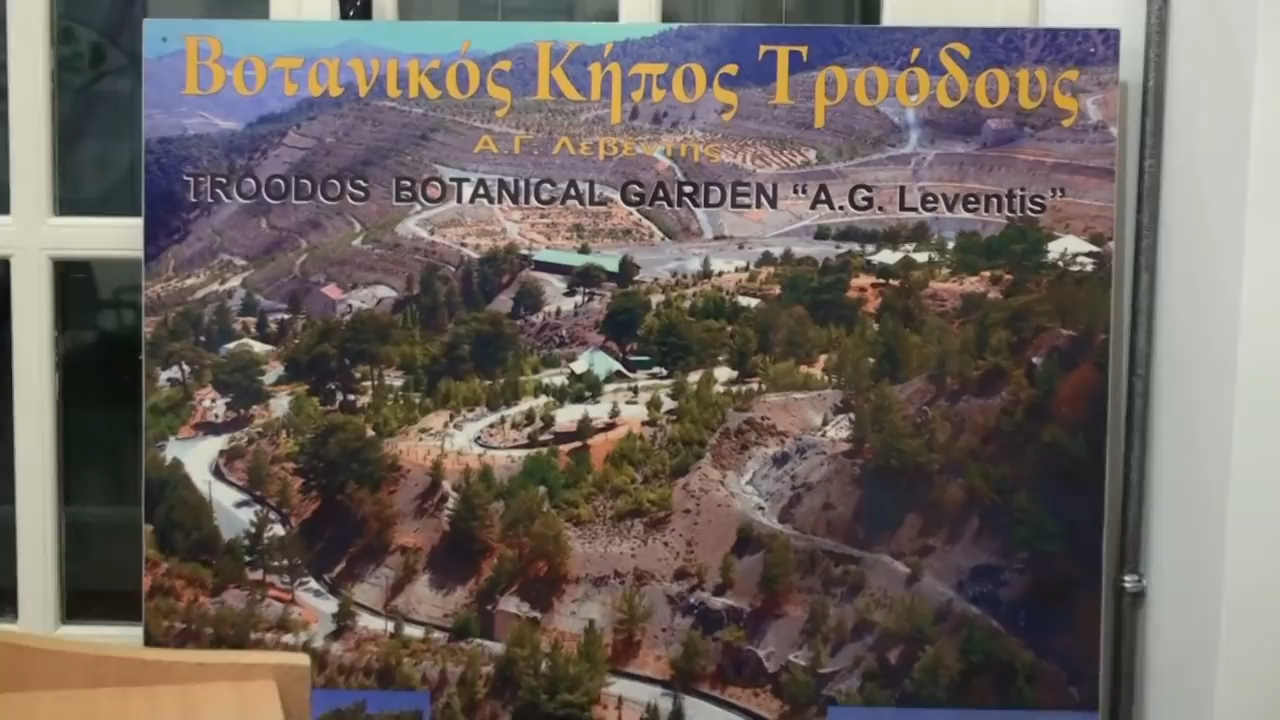 Βοτανικός Κήπος Τροόδους
Α.Γ. Λεβέντης
TROODOS BOTANICAL GARDEN “A.G. Leventis”